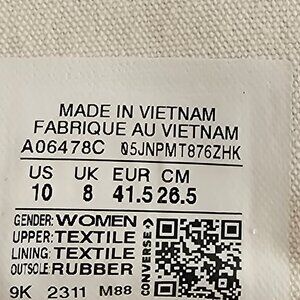 MADE IN VIETNAM
FABRIQUE AU VIETNAM
A06478C 05JNPMT876ZHK
US UK EUR CM
10 8 41.5 26.5
GENDER: WOMEN
UPPER: TEXTILE
LINING: TEXTILE
OUTSOLE: RUBBER
9K 2311 M88
CONVERSE